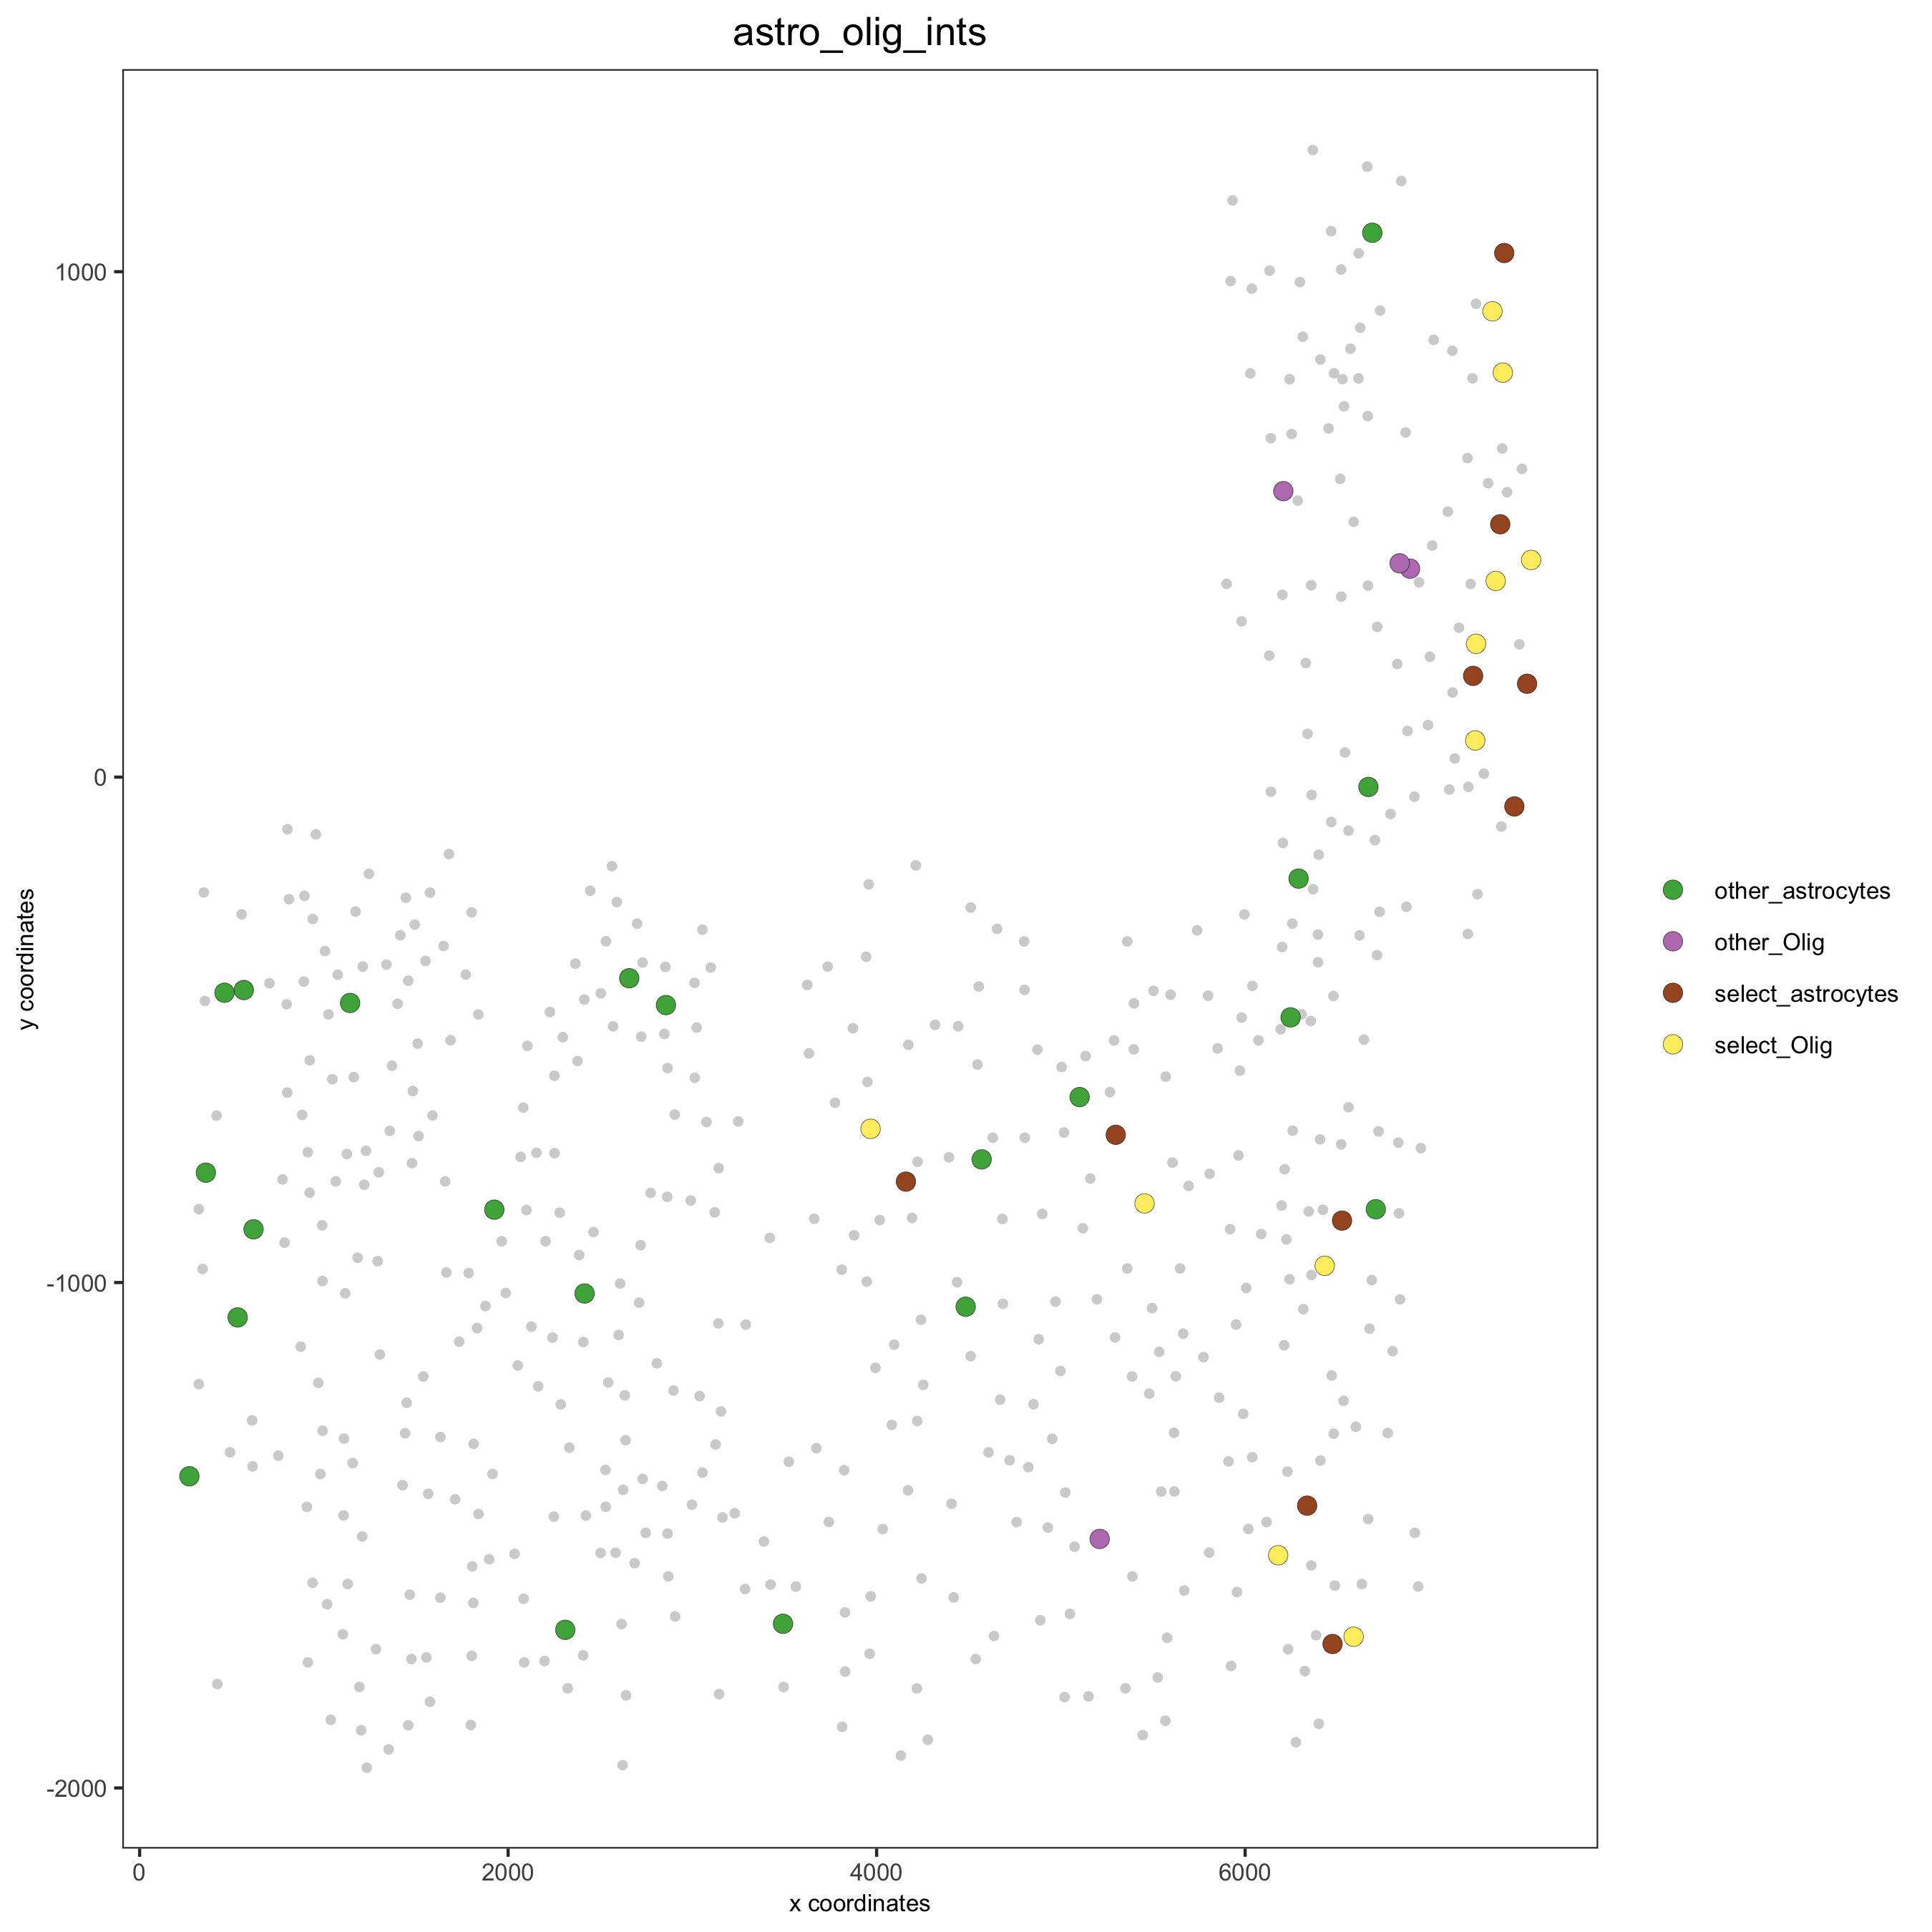 astro_olig_ints
1000
0
-1000
-2000
y coordinates
0
2000
4000
6000
x coordinates
other_astrocytes
other_Olig
select_astrocytes
select_Olig